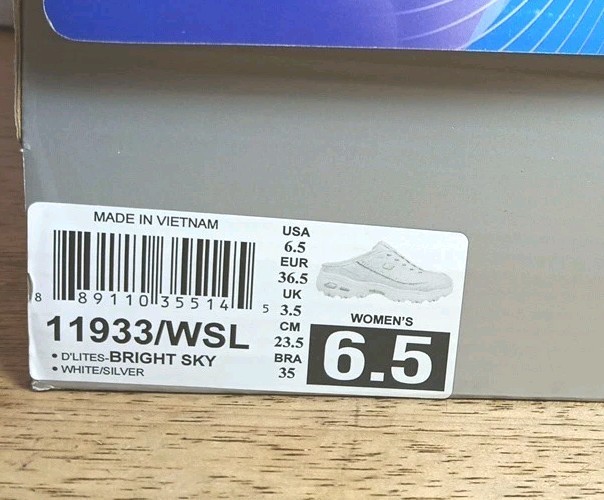 MADE IN VIETNAM
8 89110 35514 5
11933/WSL
• D'LITES-BRIGHT SKY
• WHITE/SILVER
USA
6.5
EUR
36.5
UK
3.5
CM
23.5
BRA
35
WOMEN'S
6.5